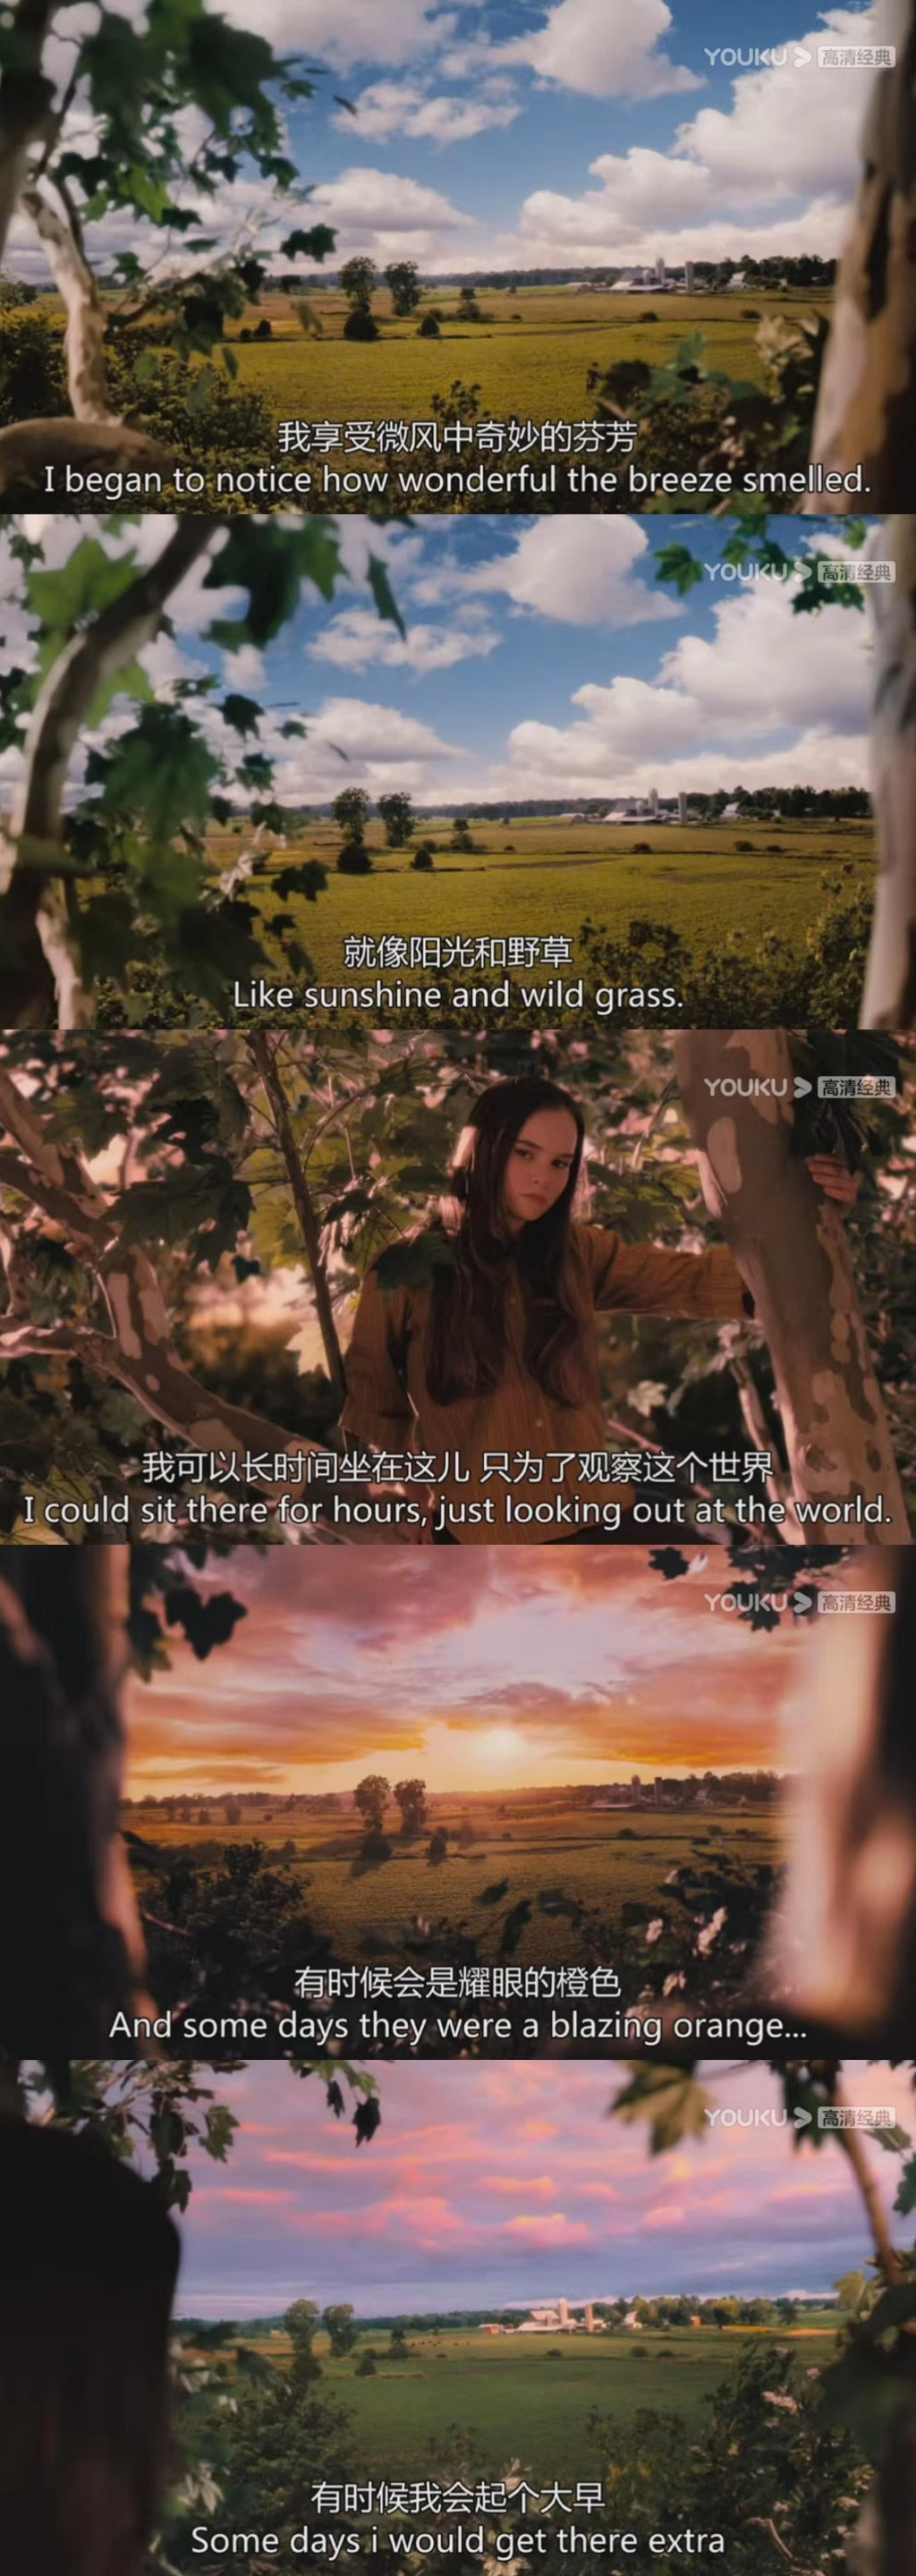 YOUKU 高清经典
我享受微风中奇妙的芬芳
I began to notice how wonderful the breeze smelled.
YOUKU 高清经典
就像阳光和野草
Like sunshine and wild grass.
YOUKU 高清经典
我可以长时间坐在这儿 只为了观察这个世界
I could sit there for hours, just looking out at the world.
YOUKU 高清经典
有时候会是耀眼的橙色
And some days they were a blazing orange...
YOUKU 高清经典
有时候我会起个大早
Some days i would get there extra